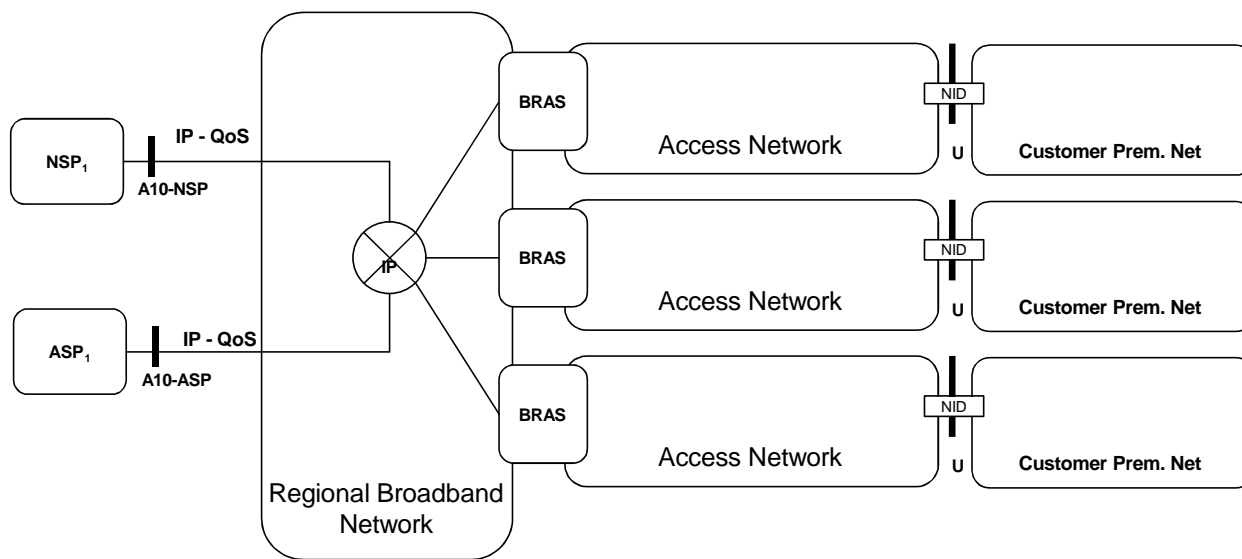 BRAS
Access Network
NID
U
Customer Prem. Net
NSP₁
IP - QoS
A10-NSP
IP
BRAS
Access Network
NID
U
Customer Prem. Net
ASP₁
IP - QoS
A10-ASP
BRAS
Access Network
NID
U
Customer Prem. Net
Regional Broadband
Network